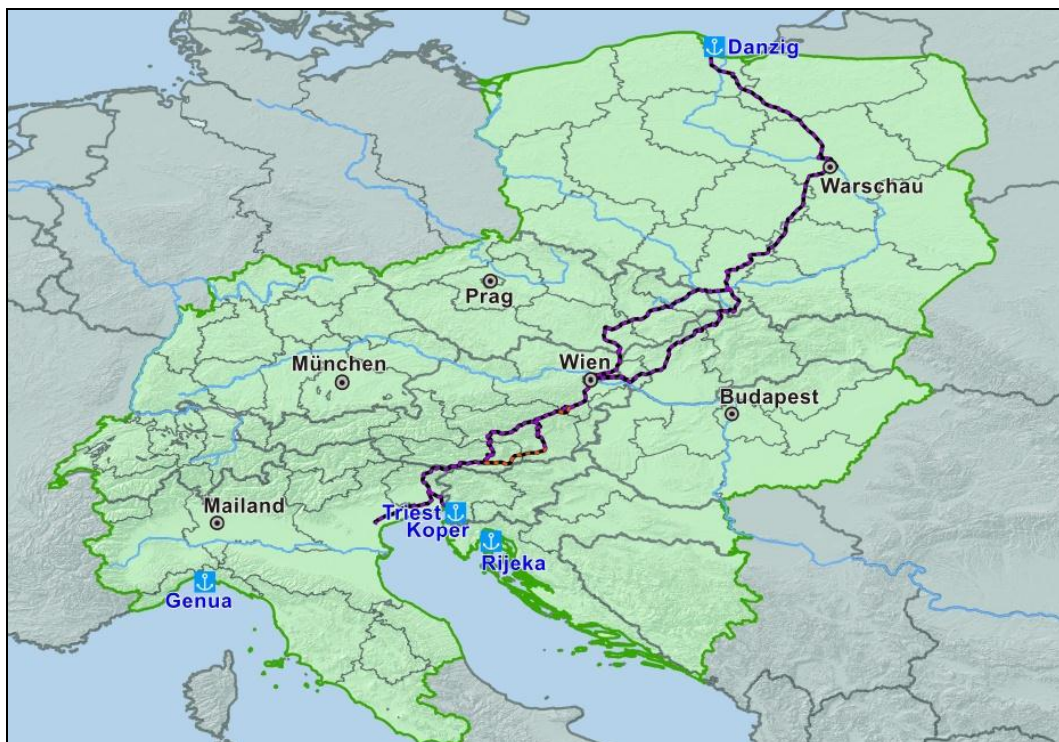 Danzig
Warschau
Prag
München
Wien
Budapest
Mailand
Triest
Koper
Rijeka
Genua